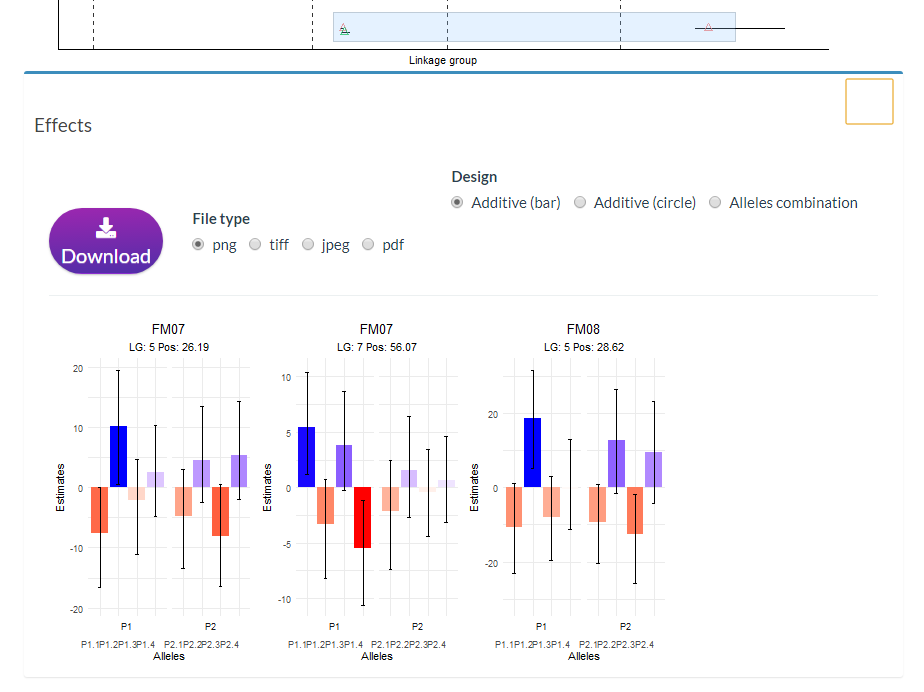 Linkage group
Effects
Design
Additive (bar) Additive (circle) Alleles combination
File type
png tiff jpeg pdf
Download
FM07
LG: 5 Pos: 26.19
20
10
0
-10
-20
Estimates
P1 P2
P1.1P1.2P1.3P1.4 P2.1P2.2P2.3P2.4
Alleles
FM07
LG: 7 Pos: 56.07
10
5
0
-5
-10
Estimates
P1 P2
P1.1P1.2P1.3P1.4 P2.1P2.2P2.3P2.4
Alleles
FM08
LG: 5 Pos: 28.62
20
0
-20
Estimates
P1 P2
P1.1P1.2P1.3P1.4 P2.1P2.2P2.3P2.4
Alleles